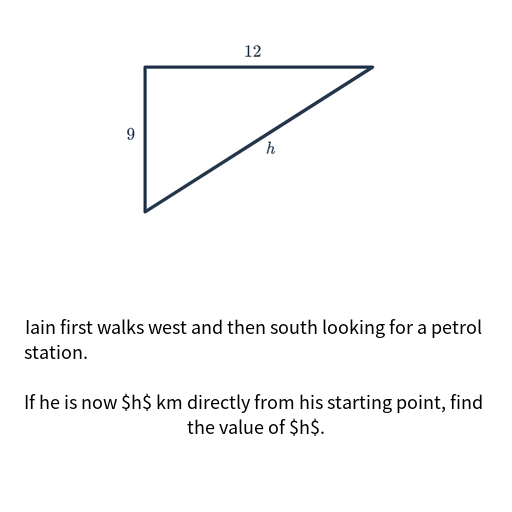 12
9
h
Iain first walks west and then south looking for a petrol
station.
If he is now $h$ km directly from his starting point, find
the value of $h$.